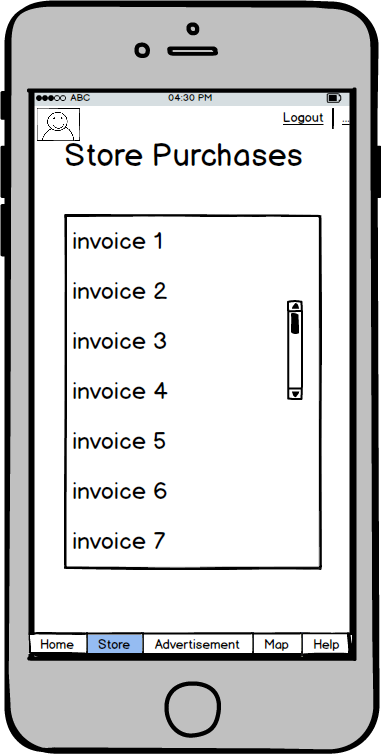 ABC 04:30 PM
Logout ...
Store Purchases
invoice 1
invoice 2
invoice 3
invoice 4
invoice 5
invoice 6
invoice 7
Home Store Advertisement Map Help